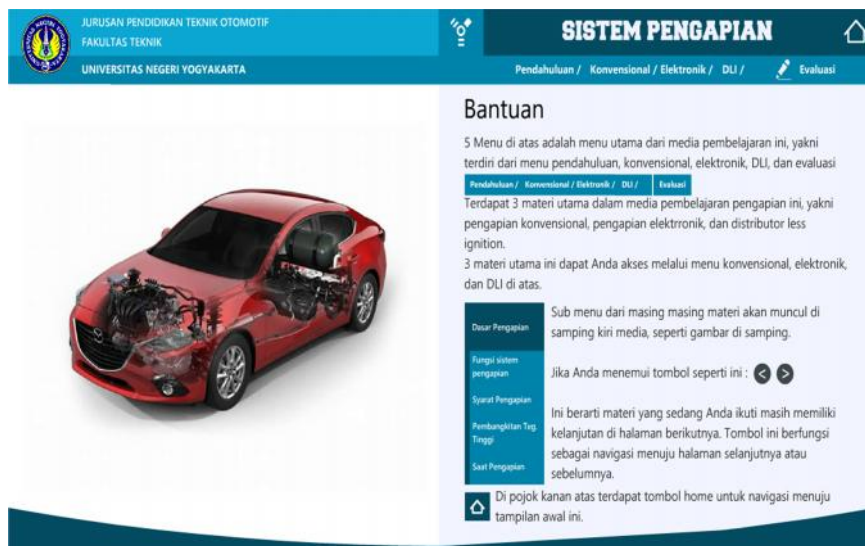 JURUSAN PENDIDIKAN TEKNIK OTOMOTIF
FAKULTAS TEKNIK
UNIVERSITAS NEGERI YOGYAKARTA
SISTEM PENGAPIAN
Pendahuluan / Konvensional / Elektronik / DLI / Evaluasi
Bantuan
5 Menu di atas adalah menu utama dari media pembelajaran ini, yakni
terdiri dari menu pendahuluan, konvensional, elektronik, DLI, dan evaluasi
Pendahuluan / Konvensional / Elektronik / DLI / Evaluasi
Terdapat 3 materi utama dalam media pembelajaran pengapian ini, yakni
pengapian konvensional, pengapian elektrronik, dan distributor less
ignition.
3 materi utama ini dapat Anda akses melalui menu konvensional, elektronik,
dan DLI di atas.
Dasar Pengapian
Fungsi sistem
pengapian
Syarat Pengapian
Pembangkitan Teg.
Tinggi
Saat Pengapian
Sub menu dari masing masing materi akan muncul di
samping kiri media, seperti gambar di samping.
Jika Anda menemui tombol seperti ini : < >
Ini berarti materi yang sedang Anda ikuti masih memiliki
kelanjutan di halaman berikutnya. Tombol ini berfungsi
sebagai navigasi menuju halaman selanjutnya atau
sebelumnya.
Di pojok kanan atas terdapat tombol home untuk navigasi menuju
tampilan awal ini.